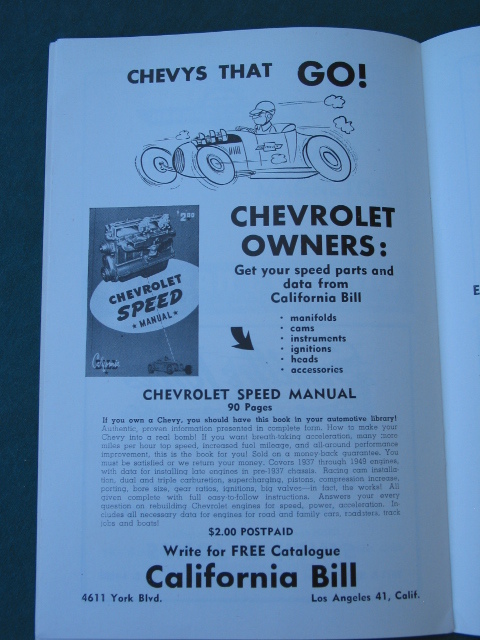 CHEVYS THAT GO!
$2.00
CHEVROLET
SPEED
★ MANUAL ★
CHEVROLET
OWNERS:
Get your speed parts and
data from
California Bill
• manifolds
• cams
• instruments
• ignitions
• heads
• accessories
CHEVROLET SPEED MANUAL
90 Pages
If you own a Chevy, you should have this book in your automotive library!
Authentic, proven information presented in complete form. How to make your
Chevy into a real bomb! If you want breath-taking acceleration, many more
miles per hour top speed, increased fuel mileage, and all-around performance
improvement, this is the book for you! Sold on a money-back guarantee. You
must be satisfied or we return your money. Covers 1937 through 1949 engines,
with data for installing late engines in pre-1937 chassis. Racing cam installa-
tion, dual and triple carburetion, supercharging, pistons, compression increase,
porting, bore size, gear ratios, ignitions, big valves—in fact, the works! All
given complete with full easy-to-follow instructions. Answers your every
question on rebuilding Chevrolet engines for speed, power, acceleration. In-
cludes all necessary data for engines for road and family cars, roadsters, track
jobs and boats!
$2.00 POSTPAID
Write for FREE Catalogue
California Bill
4611 York Blvd. Los Angeles 41, Calif.